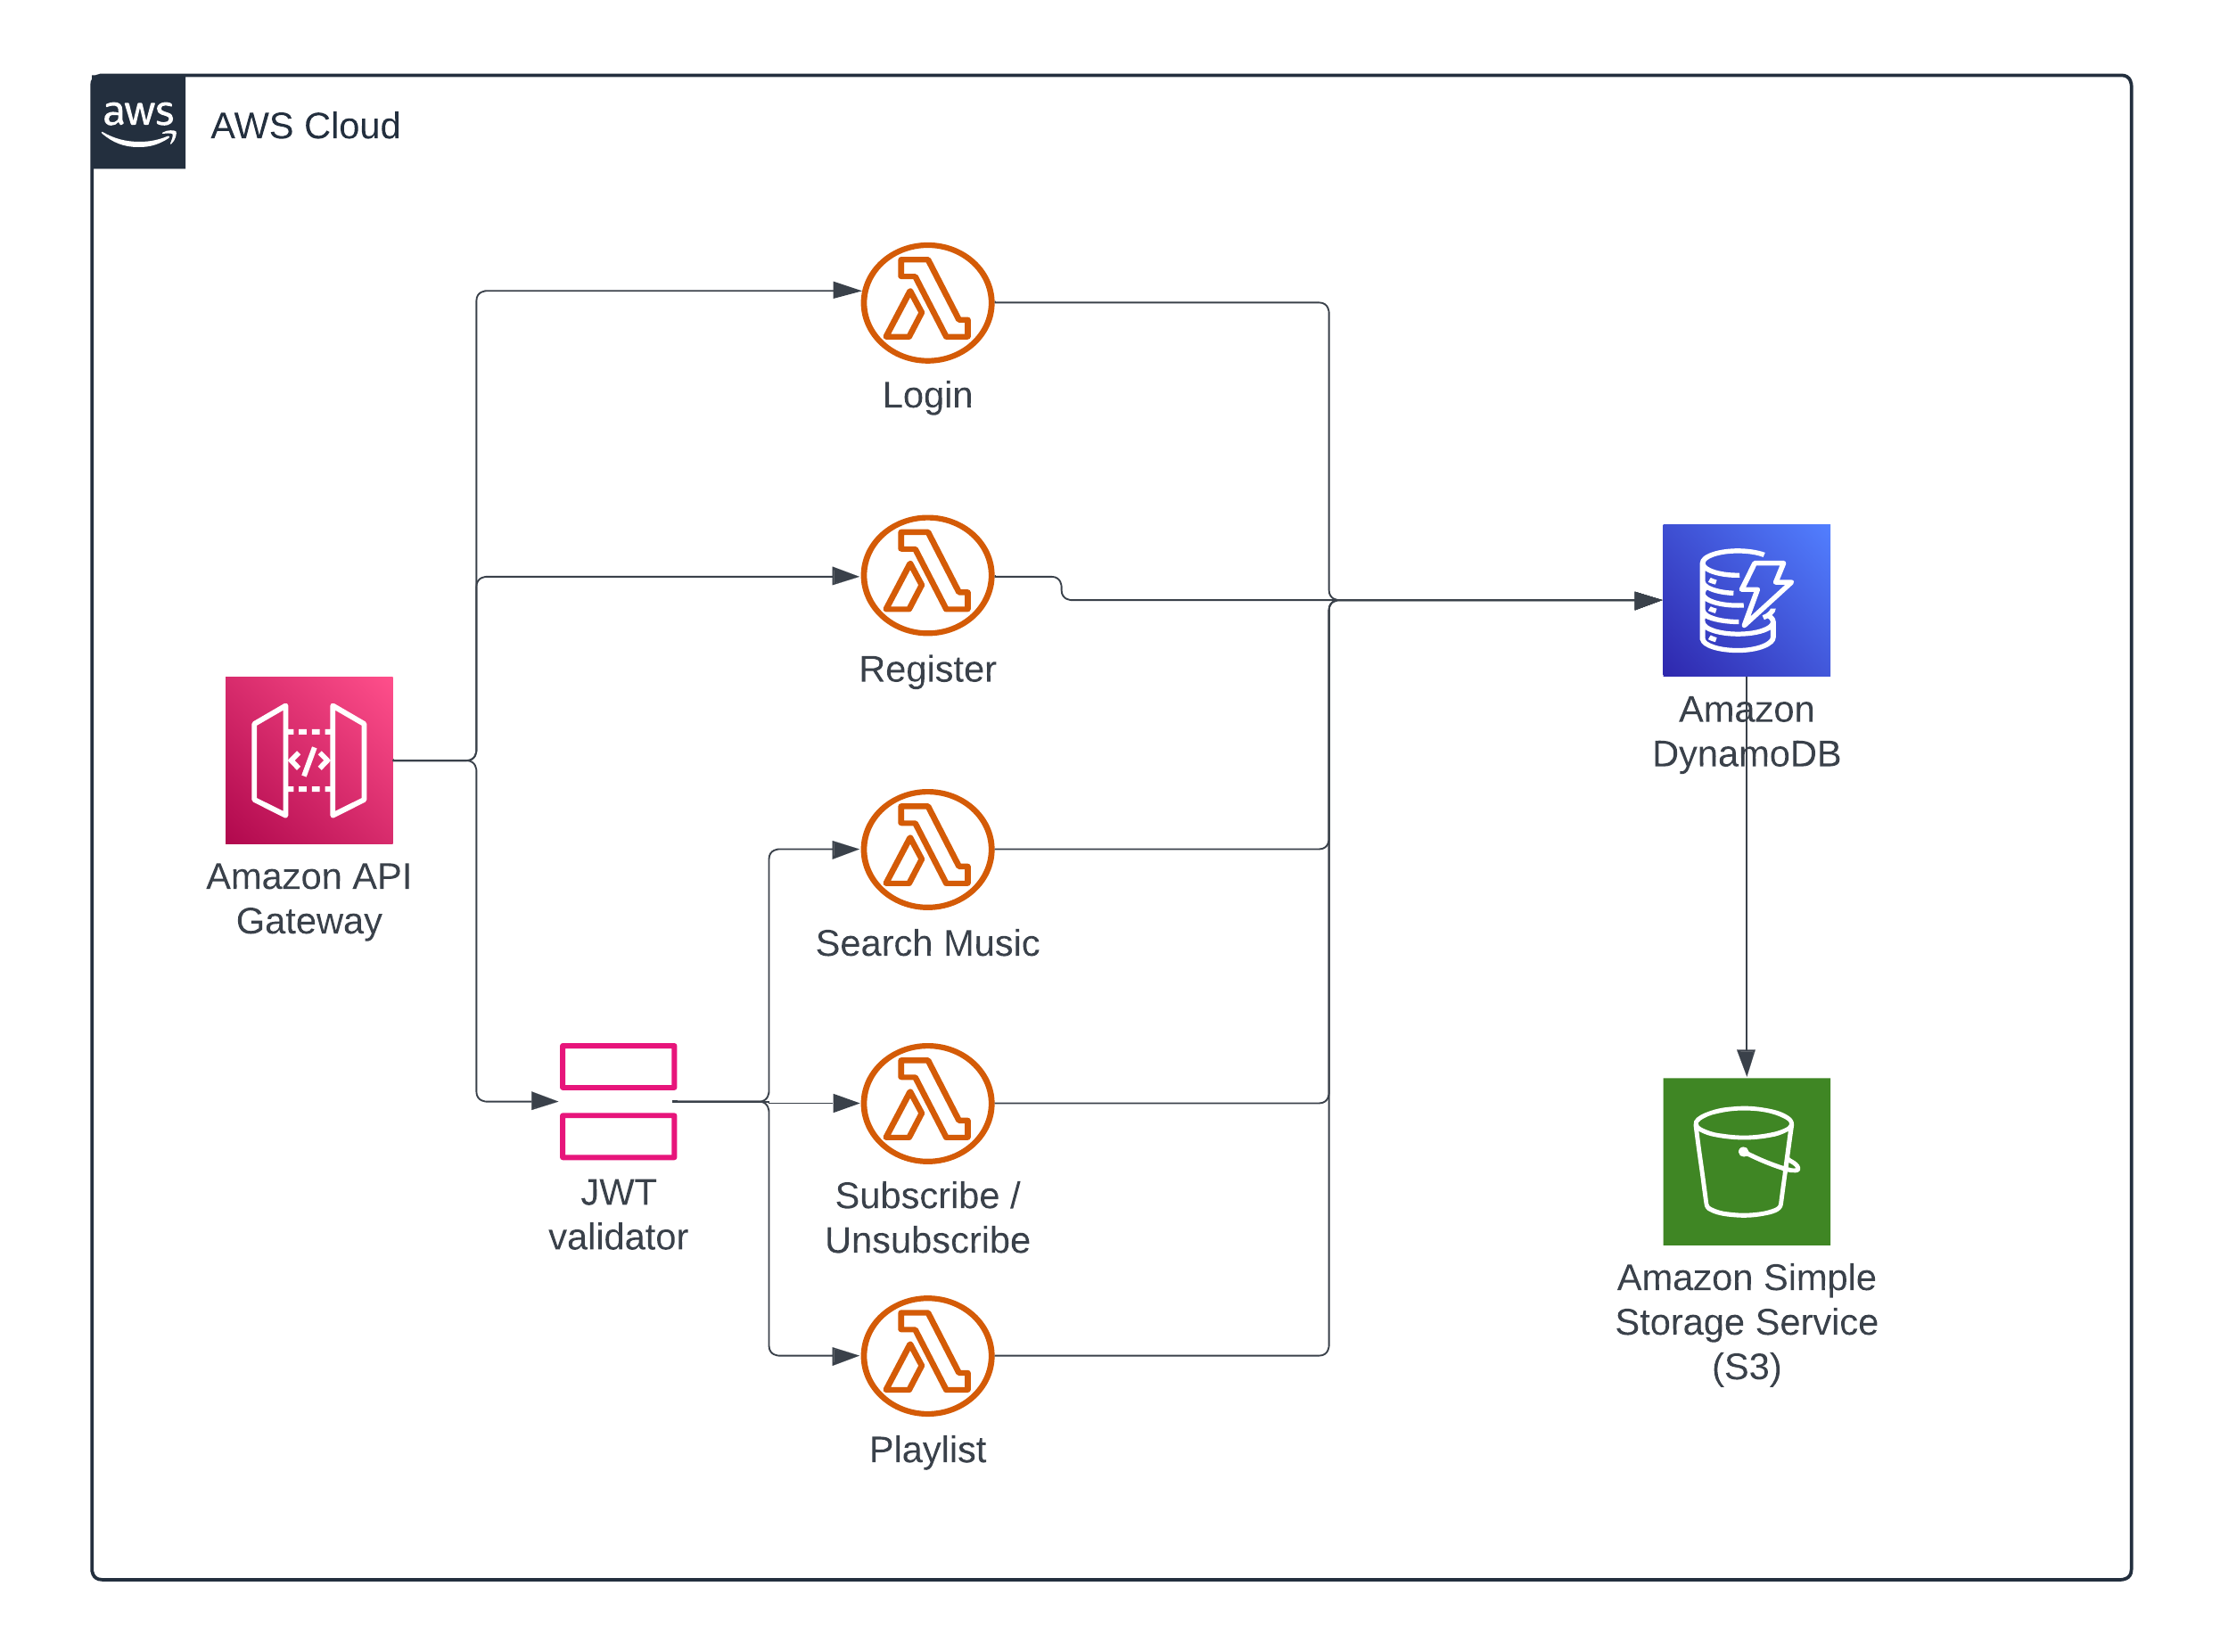 aws
AWS Cloud
Login
Register
Amazon API
Gateway
Search Music
JWT
validator
Subscribe /
Unsubscribe
Playlist
Amazon
DynamoDB
Amazon Simple
Storage Service
(S3)